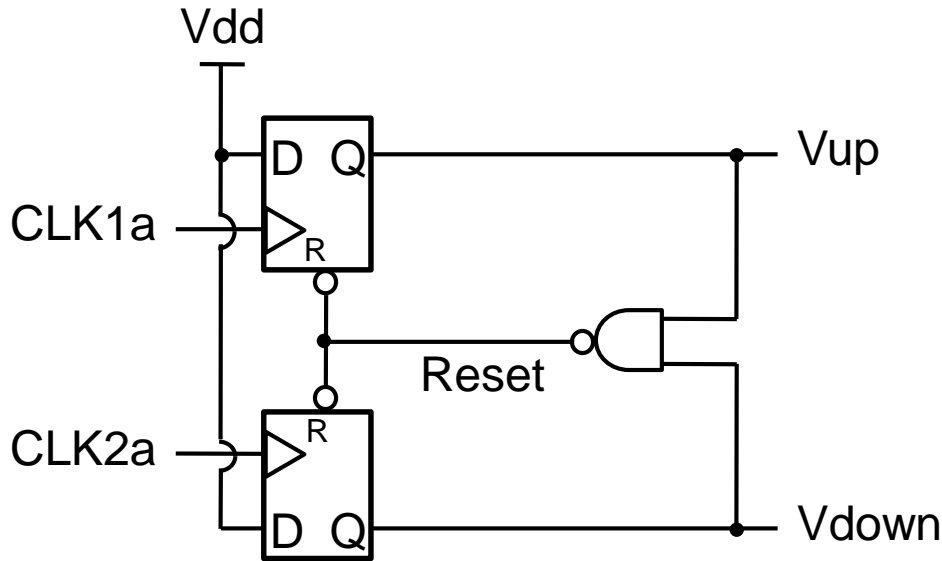 Vdd
D Q Vup
CLK1a
R
Reset
R
CLK2a
D Q Vdown